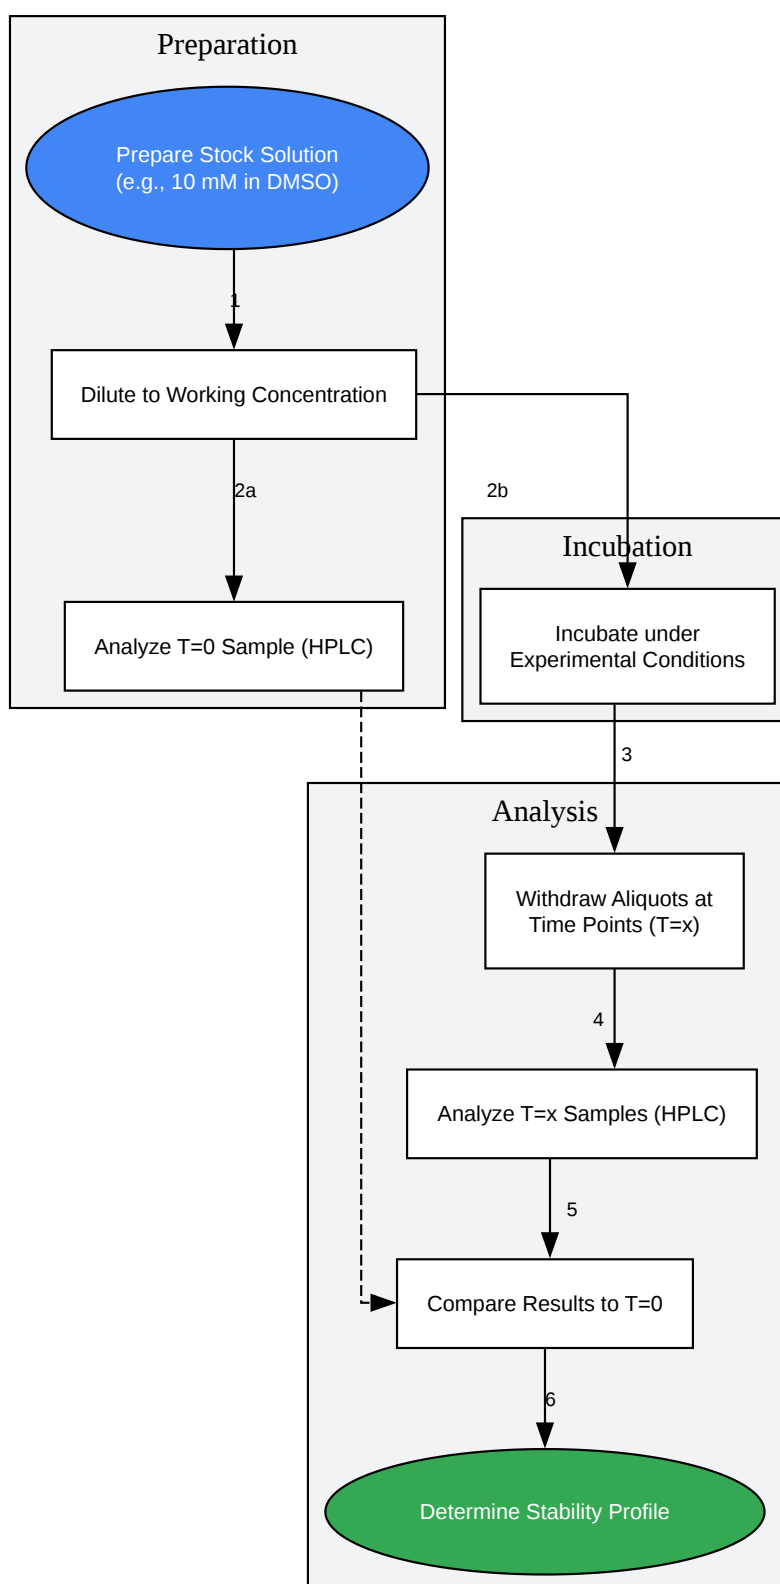 Preparation
Prepare Stock Solution
(e.g., 10 mM in DMSO)
1
Dilute to Working Concentration
2a
2b
Incubation
Analyze T=0 Sample (HPLC)
Incubate under
Experimental Conditions
3
Analysis
Withdraw Aliquots at
Time Points (T=x)
4
Analyze T=x Samples (HPLC)
5
Compare Results to T=0
6
Determine Stability Profile